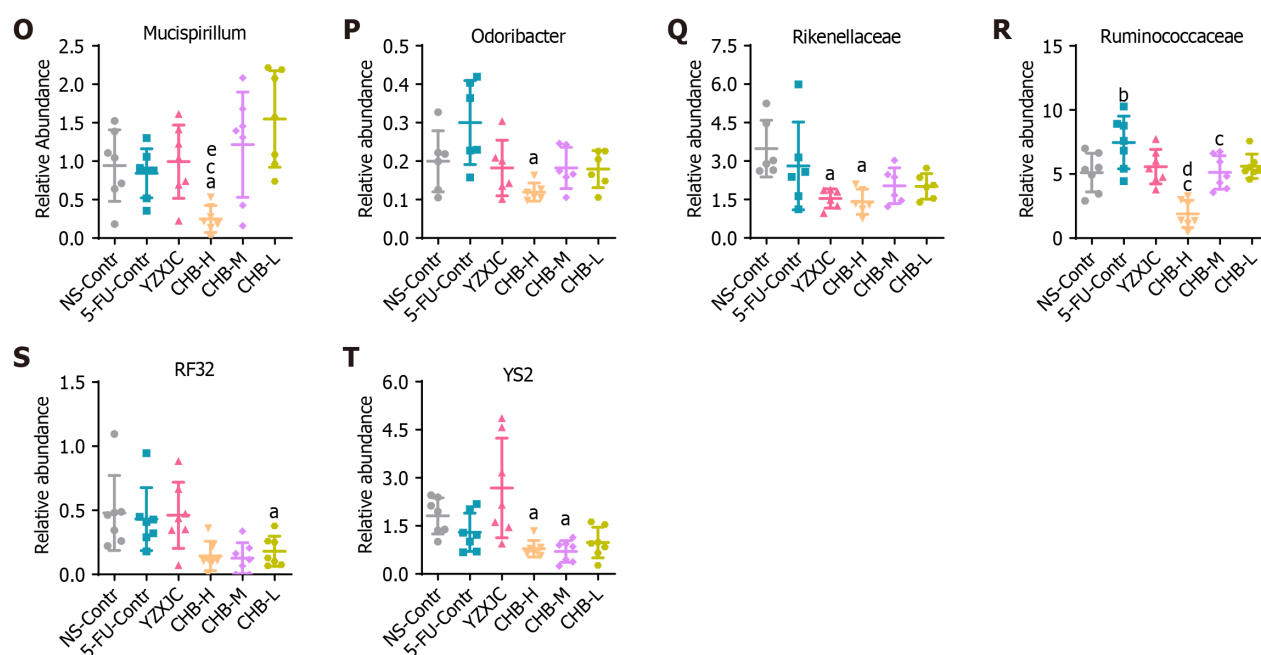 O
Mucispirillum
Relative Abundance
2.5
2.0
1.5
1.0
0.5
0.0
e
c
a
NS-Contr
5-FU-Contr
YZXJC
CHB-H
CHB-M
CHB-L
P
Odoribacter
Relative abundance
0.5
0.4
0.3
0.2
0.1
0.0
a
NS-Contr
5-FU-Contr
YZXJC
CHB-H
CHB-M
CHB-L
Q
Rikenellaceae
Relative abundance
7.5
6.0
4.5
3.0
1.5
0.0
a
a
NS-Contr
5-FU-Contr
YZXJC
CHB-H
CHB-M
CHB-L
R
Ruminococcaceae
Relative abundance
15
10
5
0
b
d
c
c
NS-Contr
5-FU-Contr
YZXJC
CHB-H
CHB-M
CHB-L
S
RF32
Relative abundance
1.5
1.0
0.5
0.0
a
NS-Contr
5-FU-Contr
YZXJC
CHB-H
CHB-M
CHB-L
T
YS2
Relative abundance
6.0
4.5
3.0
1.5
0.0
a
a
NS-Contr
5-FU-Contr
YZXJC
CHB-H
CHB-M
CHB-L